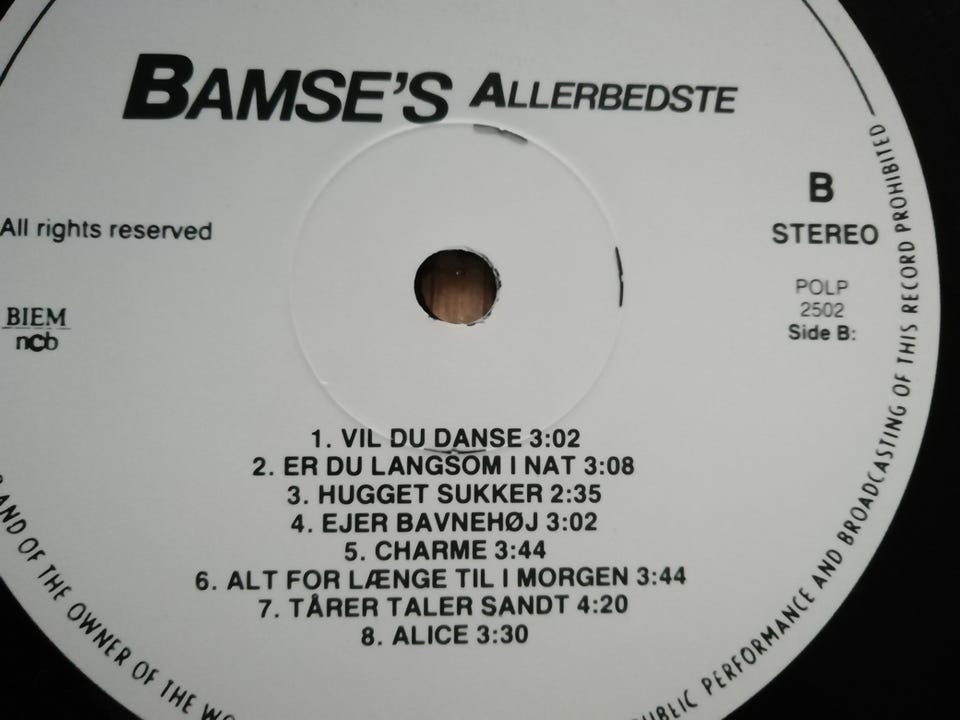 BAMSE'S ALLERBEDSTE
All rights reserved
BIEM
ncb
B
STEREO
POLP
2502
Side B:
1. VIL DU DANSE 3:02
2. ER DU LANGSOM I NAT 3:08
3. HUGGET SUKKER 2:35
4. EJER BAVNEHØJ 3:02
5. CHARME 3:44
6. ALT FOR LÆNGE TIL I MORGEN 3:44
7. TÅRER TALER SANDT 4:20
8. ALICE 3:30
AND OF THE OWNER OF THE
PERFORMANCE AND BROADCASTING OF THIS RECORD PROHIBITED